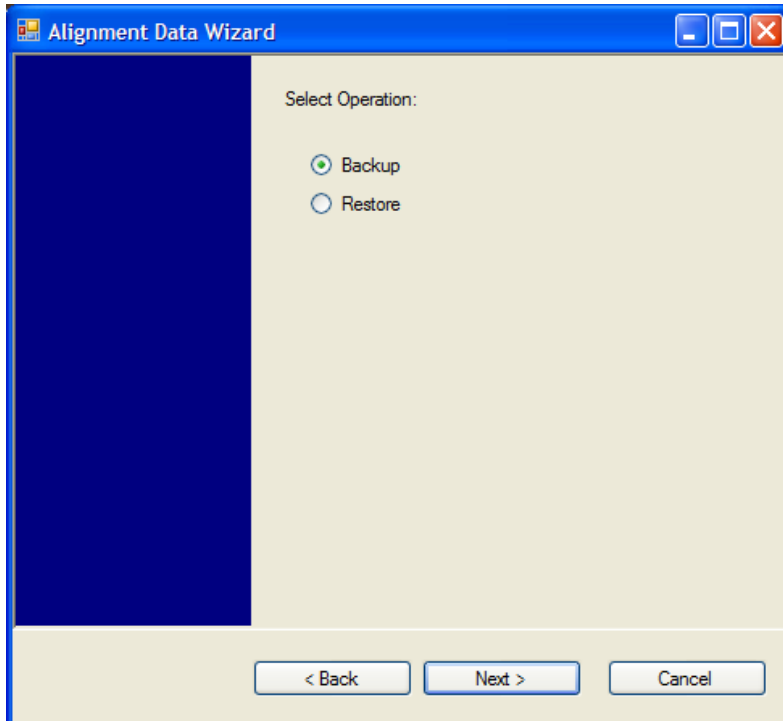 Alignment Data Wizard
Select Operation:
Backup
Restore
< Back Next > Cancel